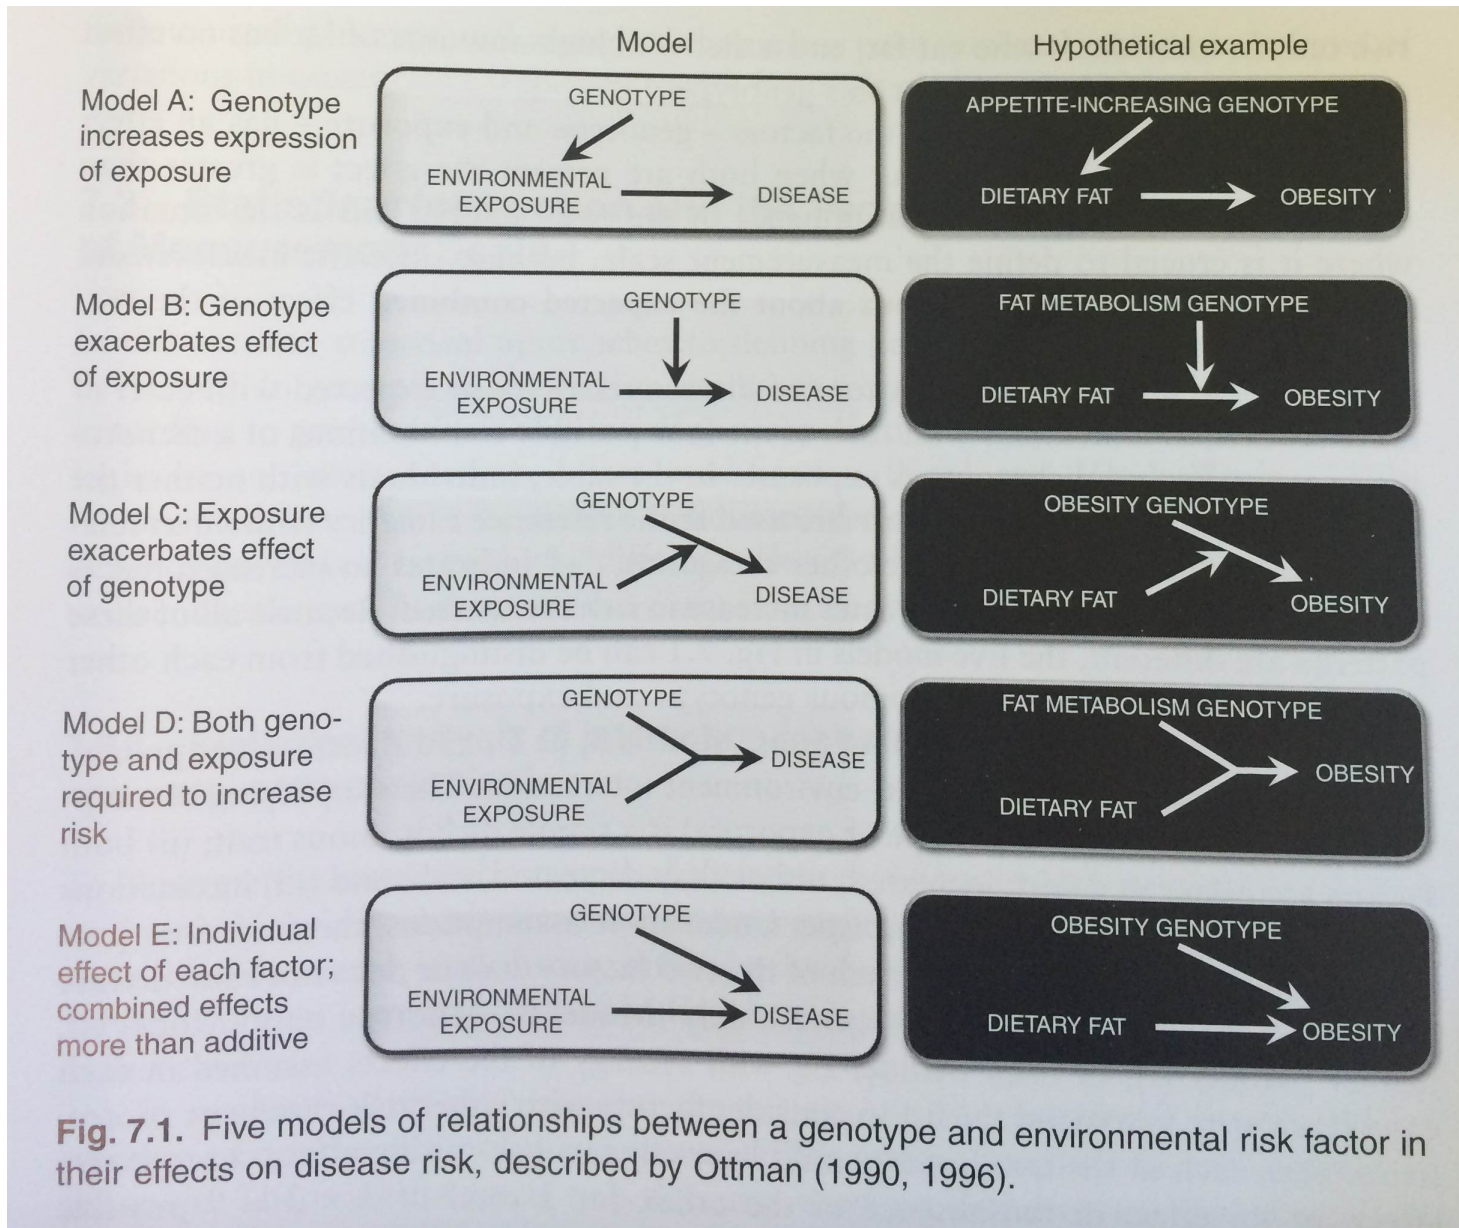 Model
Hypothetical example
Model A: Genotype
increases expression
of exposure
GENOTYPE
ENVIRONMENTAL
EXPOSURE
DISEASE
APPETITE-INCREASING GENOTYPE
DIETARY FAT
OBESITY
Model B: Genotype
exacerbates effect
of exposure
GENOTYPE
ENVIRONMENTAL
EXPOSURE
DISEASE
FAT METABOLISM GENOTYPE
DIETARY FAT
OBESITY
Model C: Exposure
exacerbates effect
of genotype
GENOTYPE
ENVIRONMENTAL
EXPOSURE
DISEASE
OBESITY GENOTYPE
DIETARY FAT
OBESITY
Model D: Both geno-
type and exposure
required to increase
risk
GENOTYPE
ENVIRONMENTAL
EXPOSURE
DISEASE
FAT METABOLISM GENOTYPE
DIETARY FAT
OBESITY
Model E: Individual
effect of each factor;
combined effects
more than additive
GENOTYPE
ENVIRONMENTAL
EXPOSURE
DISEASE
OBESITY GENOTYPE
DIETARY FAT
OBESITY
Fig. 7.1. Five models of relationships between a genotype and environmental risk factor in
their effects on disease risk, described by Ottman (1990, 1996).